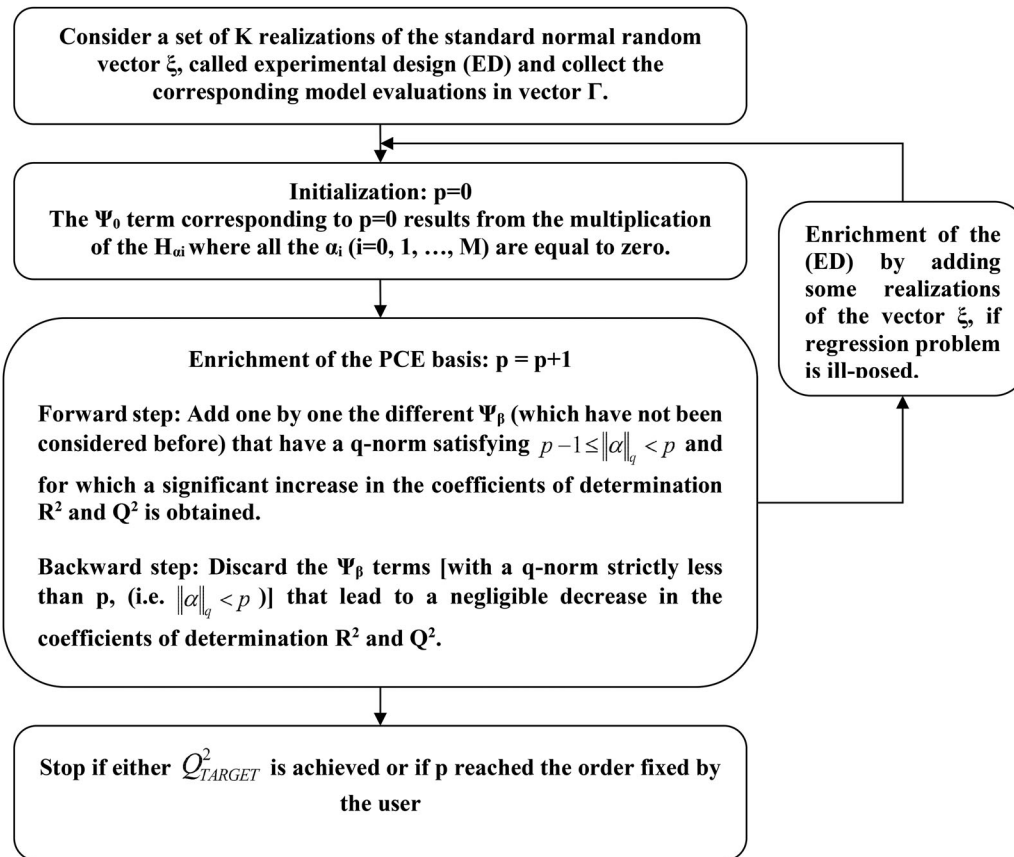 Consider a set of K realizations of the standard normal random
vector ξ, called experimental design (ED) and collect the
corresponding model evaluations in vector Γ.
Initialization: p=0
The Ψ₀ term corresponding to p=0 results from the multiplication
of the Hαi where all the αi (i=0, 1, …, M) are equal to zero.
Enrichment of the PCE basis: p = p+1
Forward step: Add one by one the different Ψβ (which have not been
considered before) that have a q-norm satisfying p−1≤‖α‖q<p and
for which a significant increase in the coefficients of determination
R² and Q² is obtained.
Backward step: Discard the Ψβ terms [with a q-norm strictly less
than p, (i.e. ‖α‖q<p )] that lead to a negligible decrease in the
coefficients of determination R² and Q².
Enrichment of the
(ED) by adding
some realizations
of the vector ξ, if
regression problem
is ill-posed.
Stop if either Q²TARGET is achieved or if p reached the order fixed by
the user